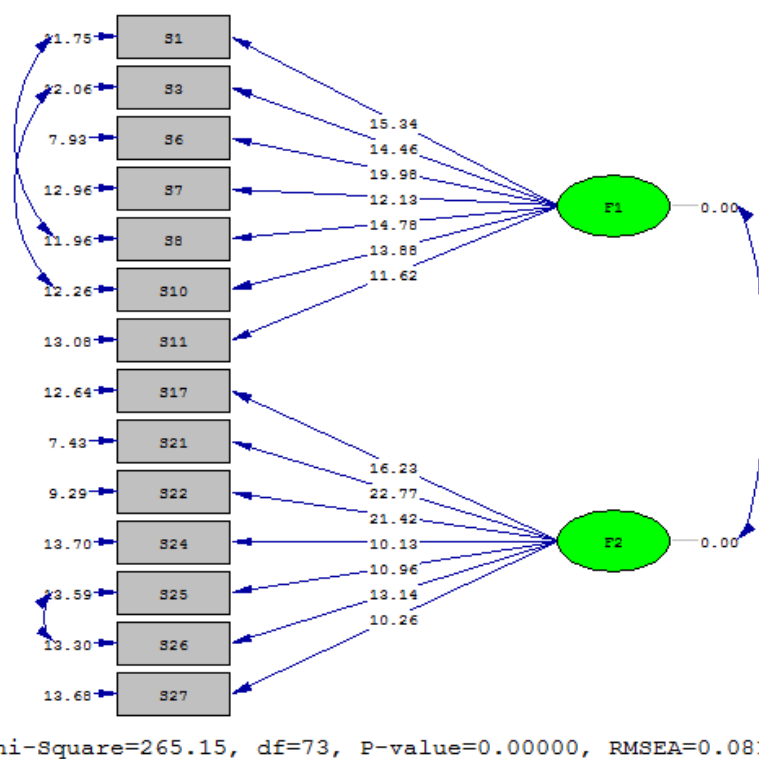 11.75 S1
15.34
12.06 S3
14.46
7.93 S6
19.98
12.96 S7
12.13
F1 0.00
14.78
11.96 S8
13.88
11.62
12.26 S10
13.08 S11
12.64 S17
7.43 S21
16.23
9.29 S22
22.77
21.42
13.70 S24
10.13
F2 0.00
10.96
13.59 S25
13.14
10.26
13.30 S26
13.68 S27
hi-Square=265.15, df=73, P-value=0.00000, RMSEA=0.08